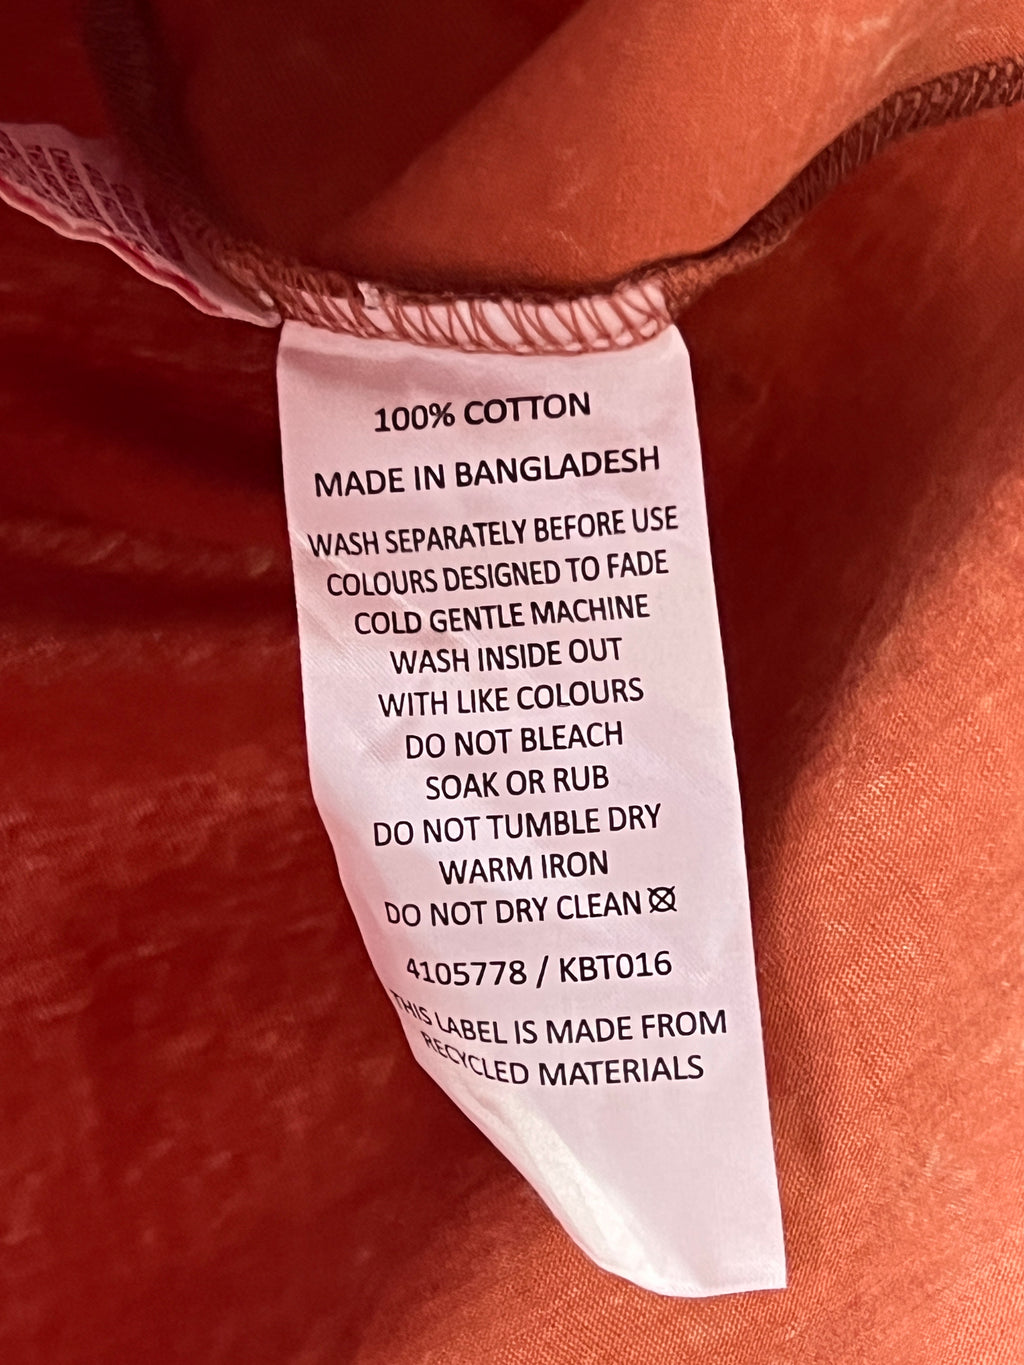 100% COTTON
MADE IN BANGLADESH
WASH SEPARATELY BEFORE USE
COLOURS DESIGNED TO FADE
COLD GENTLE MACHINE
WASH INSIDE OUT
WITH LIKE COLOURS
DO NOT BLEACH
SOAK OR RUB
DO NOT TUMBLE DRY
WARM IRON
DO NOT DRY CLEAN
4105778 / KBT016
THIS LABEL IS MADE FROM
RECYCLED MATERIALS